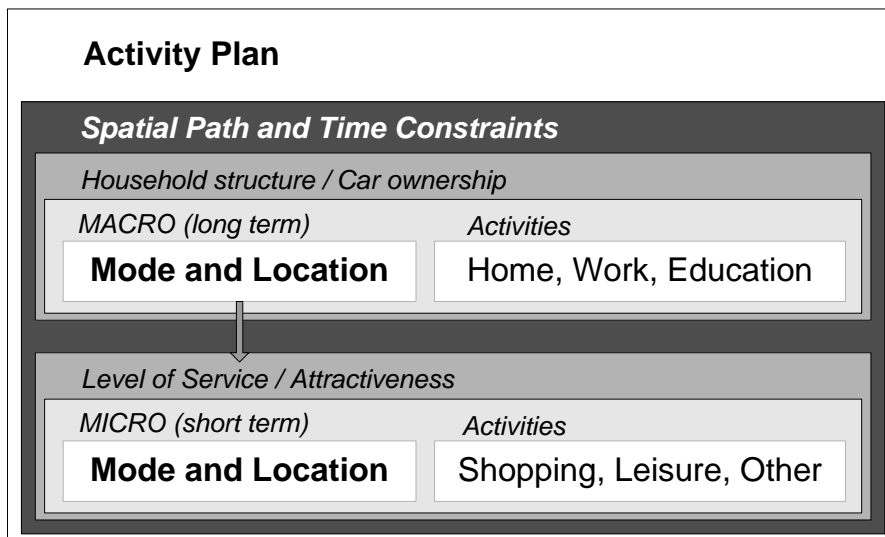 Activity Plan
Spatial Path and Time Constraints
Household structure / Car ownership
MACRO (long term)
Activities
Mode and Location
Home, Work, Education
Level of Service / Attractiveness
MICRO (short term)
Activities
Mode and Location
Shopping, Leisure, Other